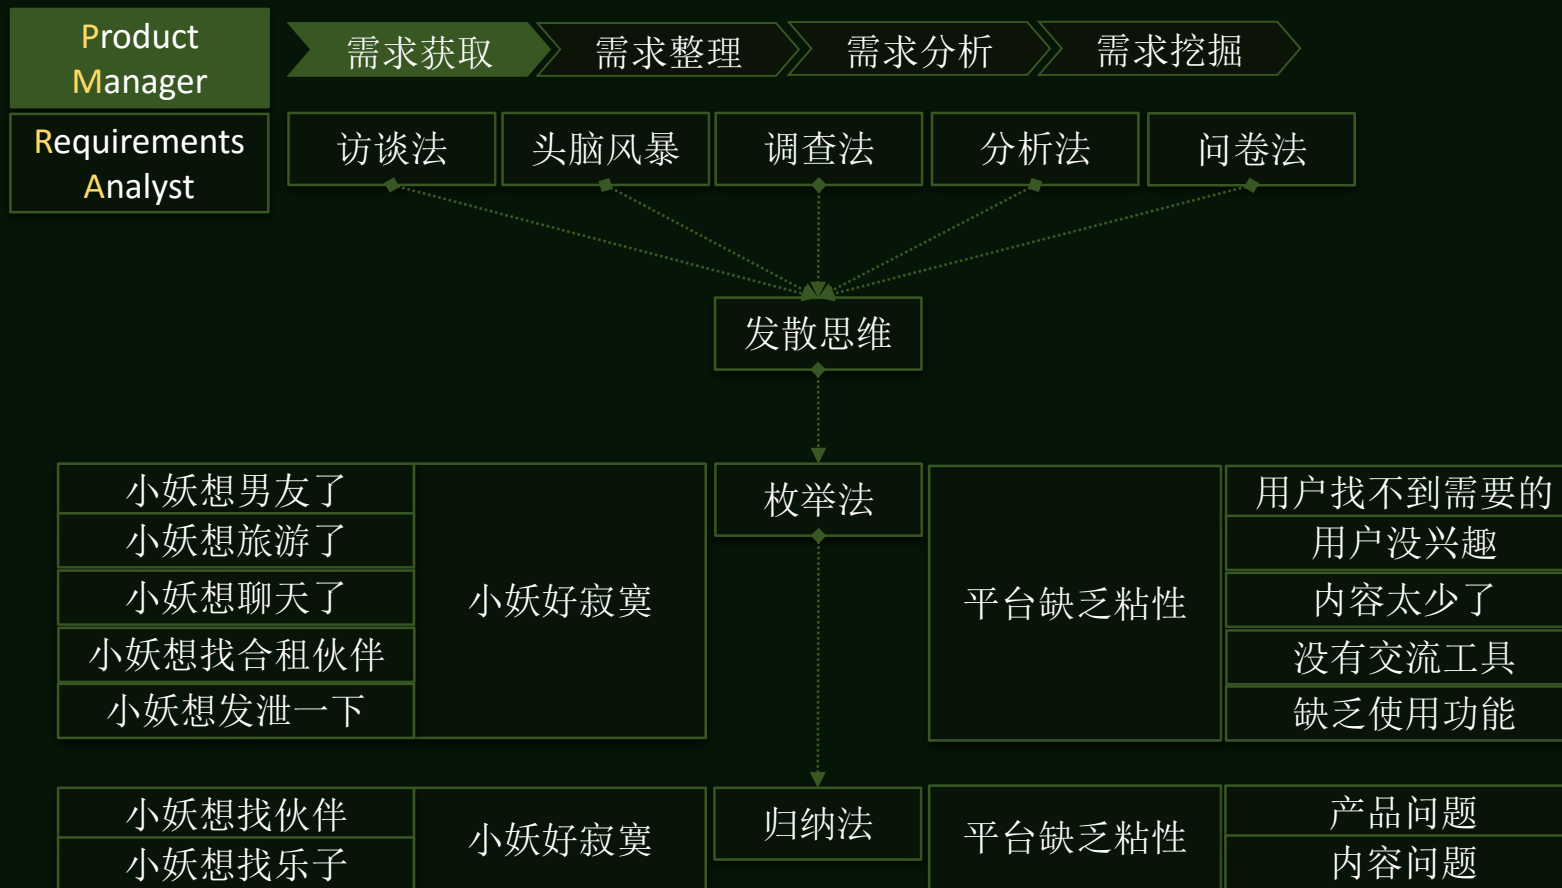 Product
Manager
需求获取
需求整理
需求分析
需求挖掘
Requirements
Analyst
访谈法
头脑风暴
调查法
分析法
问卷法
发散思维
小妖想男友了
小妖想旅游了
小妖想聊天了
小妖想找合租伙伴
小妖想发泄一下
小妖好寂寞
枚举法
平台缺乏粘性
用户找不到需要的
用户没兴趣
内容太少了
没有交流工具
缺乏使用功能
小妖想找伙伴
小妖想找乐子
小妖好寂寞
归纳法
平台缺乏粘性
产品问题
内容问题